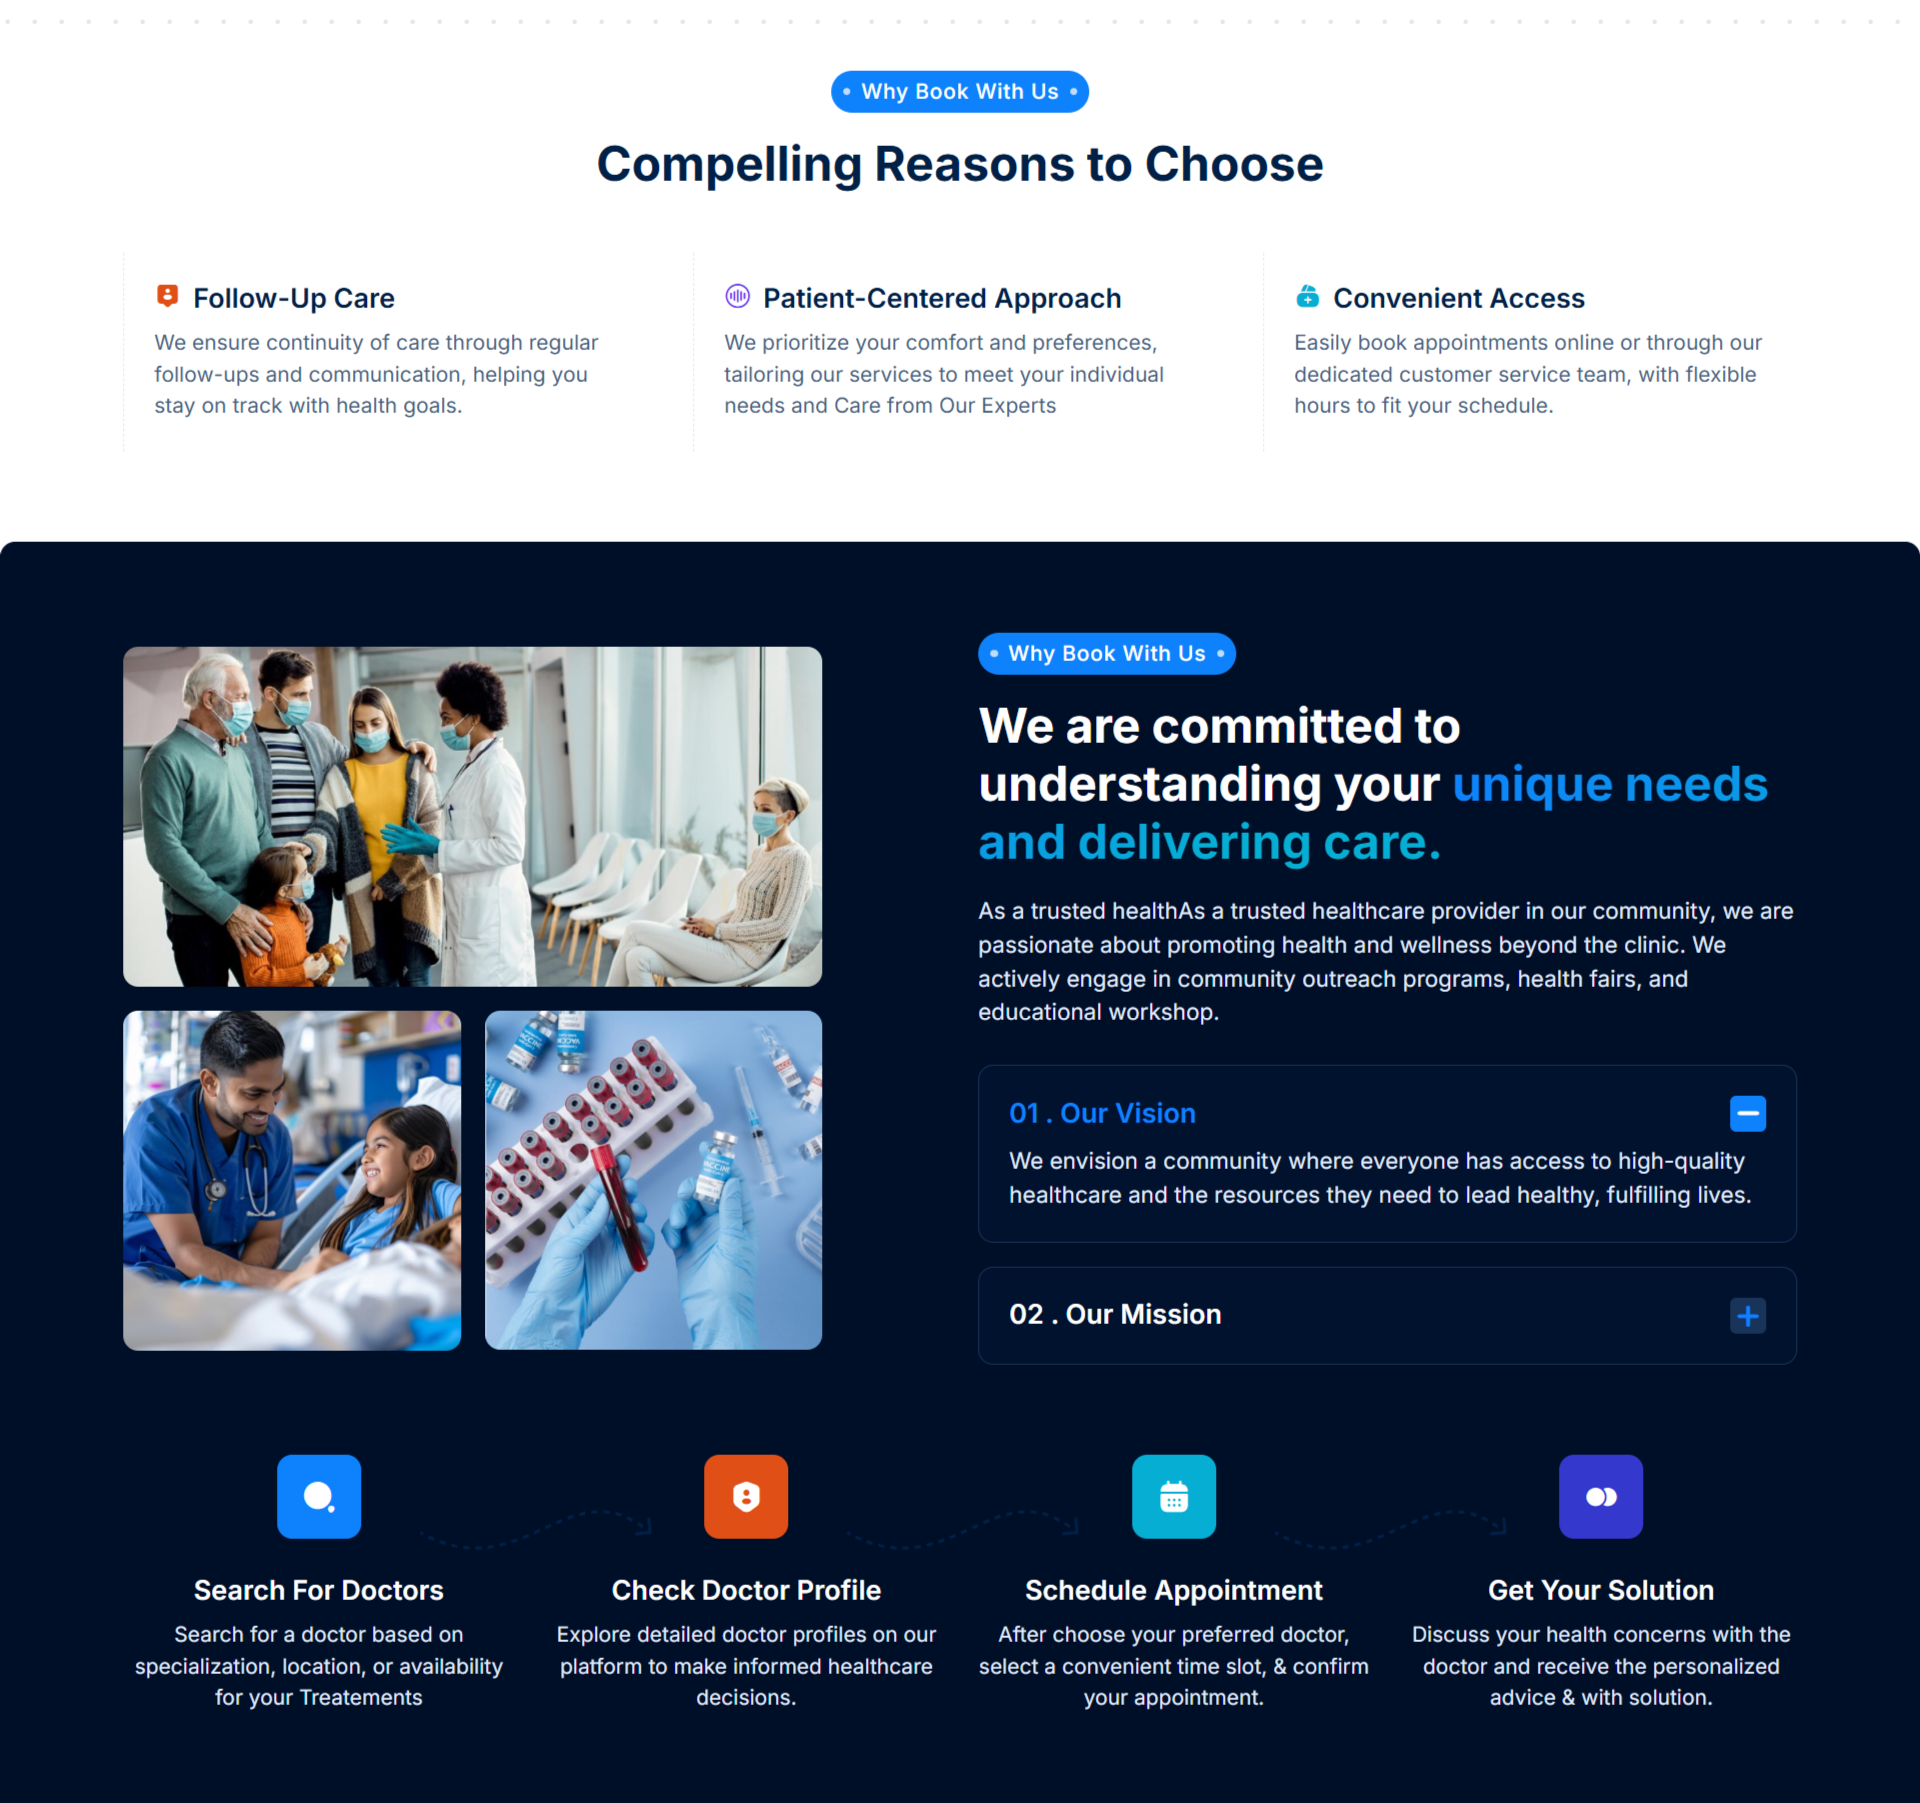 Why Book With Us
Compelling Reasons to Choose
Follow-Up Care
We ensure continuity of care through regular
follow-ups and communication, helping you
stay on track with health goals.
Patient-Centered Approach
We prioritize your comfort and preferences,
tailoring our services to meet your individual
needs and Care from Our Experts
Convenient Access
Easily book appointments online or through our
dedicated customer service team, with flexible
hours to fit your schedule.
Why Book With Us
We are committed to
understanding your unique needs
and delivering care.
As a trusted healthAs a trusted healthcare provider in our community, we are
passionate about promoting health and wellness beyond the clinic. We
actively engage in community outreach programs, health fairs, and
educational workshop.
01 . Our Vision
We envision a community where everyone has access to high-quality
healthcare and the resources they need to lead healthy, fulfilling lives.
02 . Our Mission
Search For Doctors
Search for a doctor based on
specialization, location, or availability
for your Treatements
Check Doctor Profile
Explore detailed doctor profiles on our
platform to make informed healthcare
decisions.
Schedule Appointment
After choose your preferred doctor,
select a convenient time slot, & confirm
your appointment.
Get Your Solution
Discuss your health concerns with the
doctor and receive the personalized
advice & with solution.